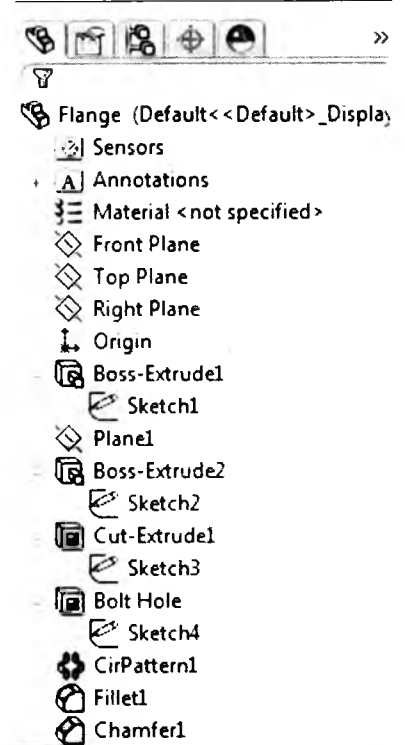 »
Flange (Default<<Default>_Display
Sensors
A Annotations
Material <not specified>
Front Plane
Top Plane
Right Plane
Origin
Boss-Extrude1
Sketch1
Plane1
Boss-Extrude2
Sketch2
Cut-Extrude1
Sketch3
Bolt Hole
Sketch4
CirPattern1
Fillet1
Chamfer1